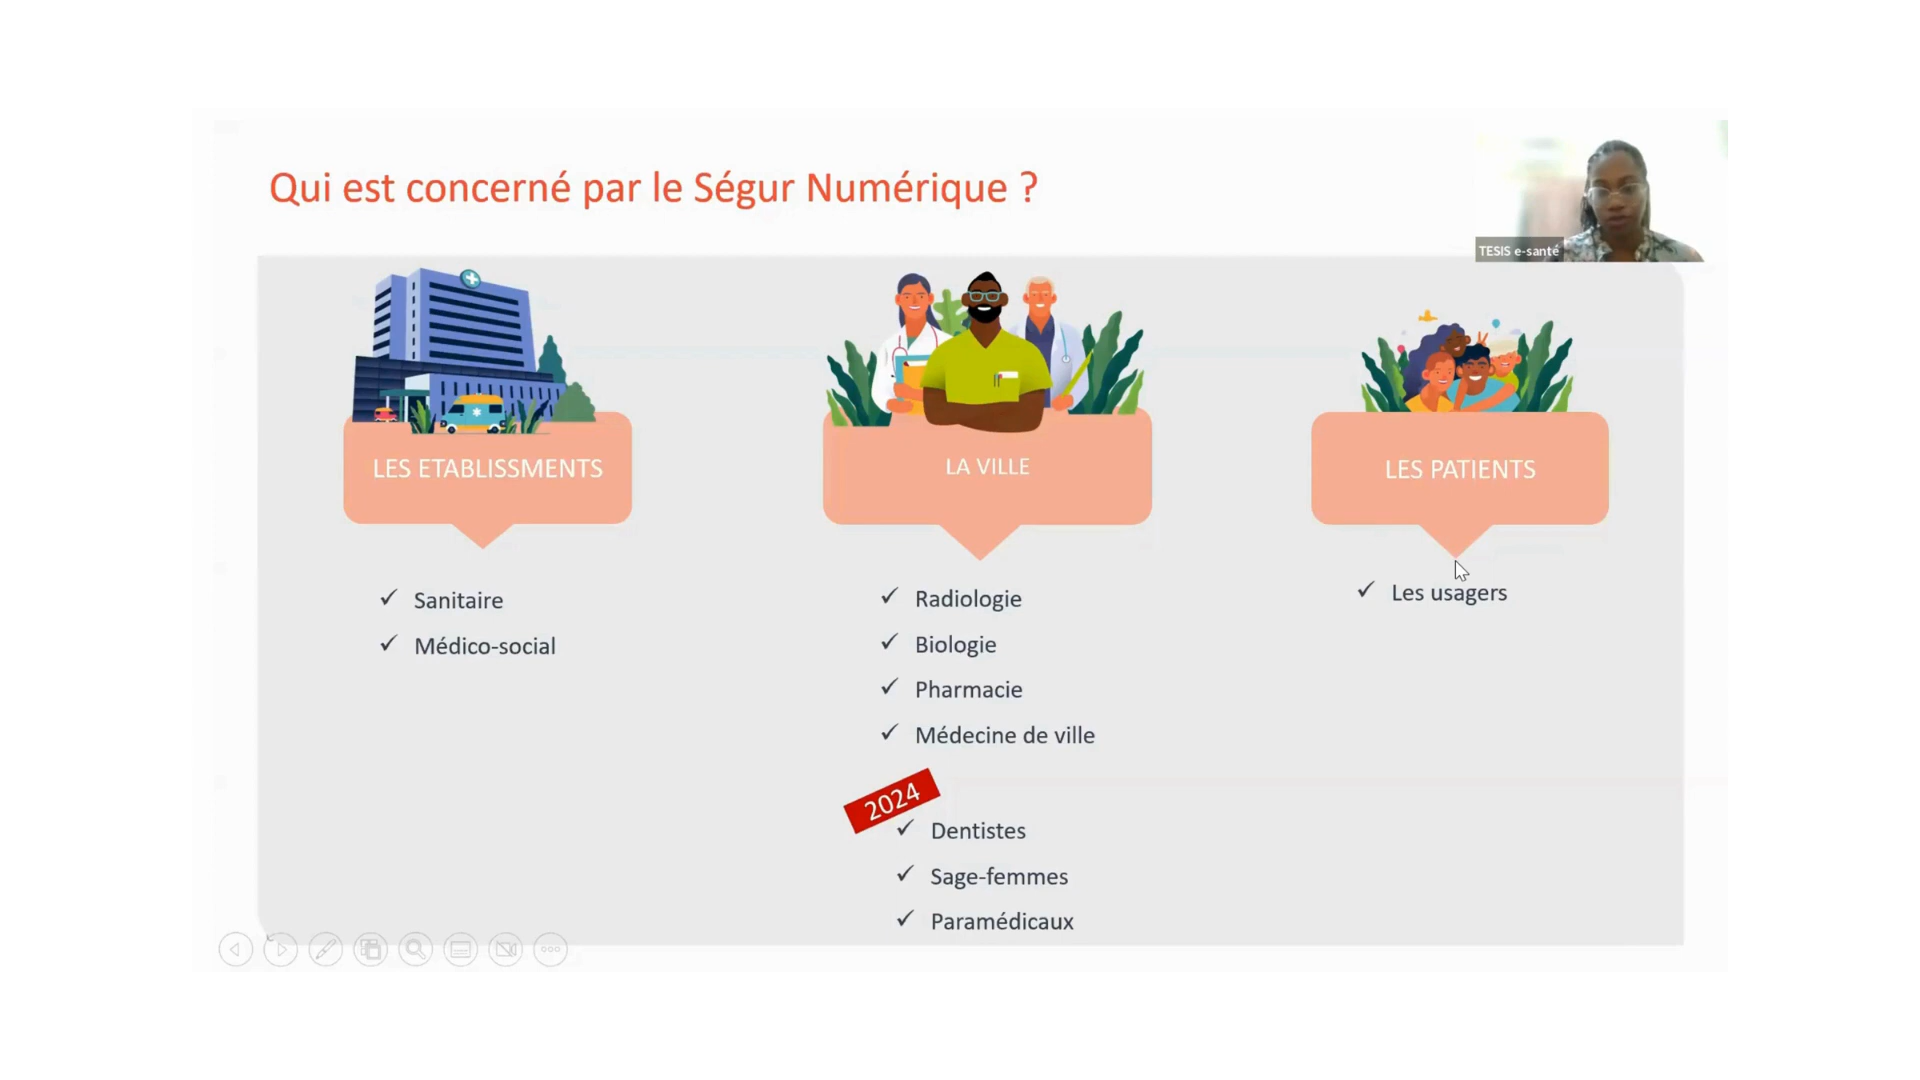 Qui est concerné par le Ségur Numérique ?
TESIS e-santé
LES ETABLISSMENTS
Sanitaire
Médico-social
LA VILLE
Radiologie
Biologie
Pharmacie
Médecine de ville
2024
Dentistes
Sage-femmes
Paramédicaux
LES PATIENTS
Les usagers